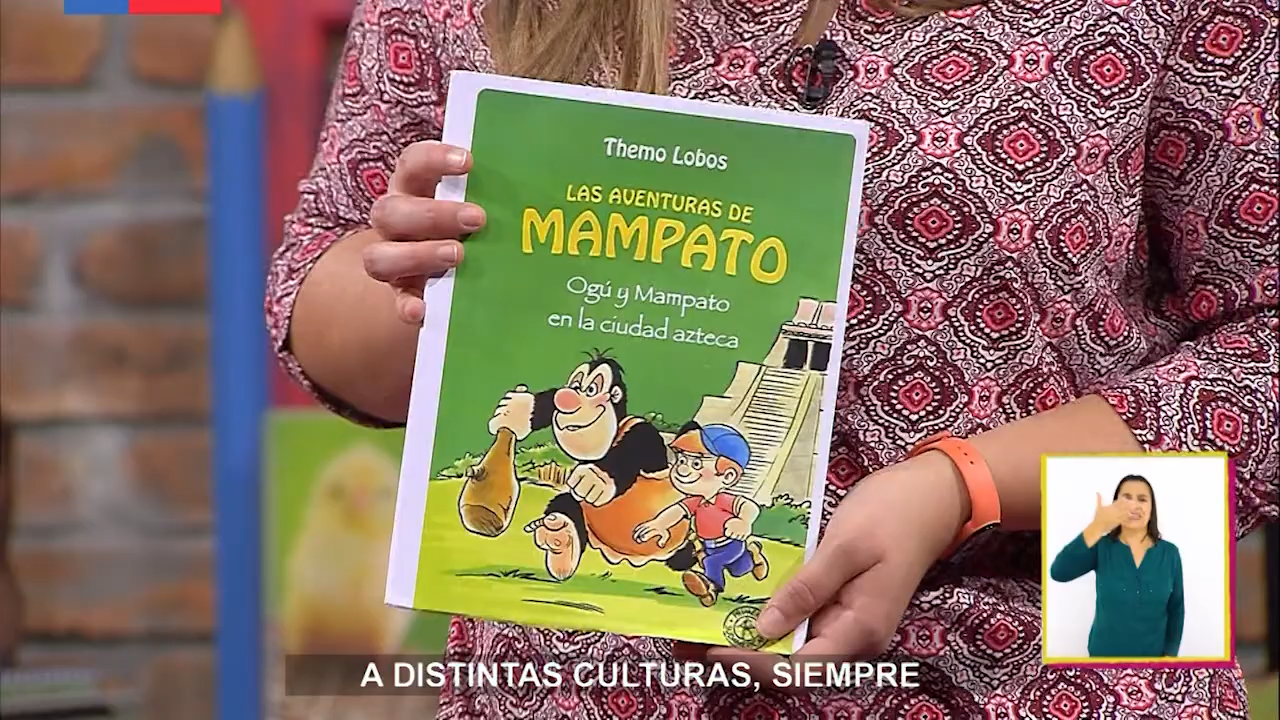 Themo Lobos
LAS AVENTURAS DE
MAMPATO
Ogú y Mampato
en la ciudad azteca
A DISTINTAS CULTURAS, SIEMPRE